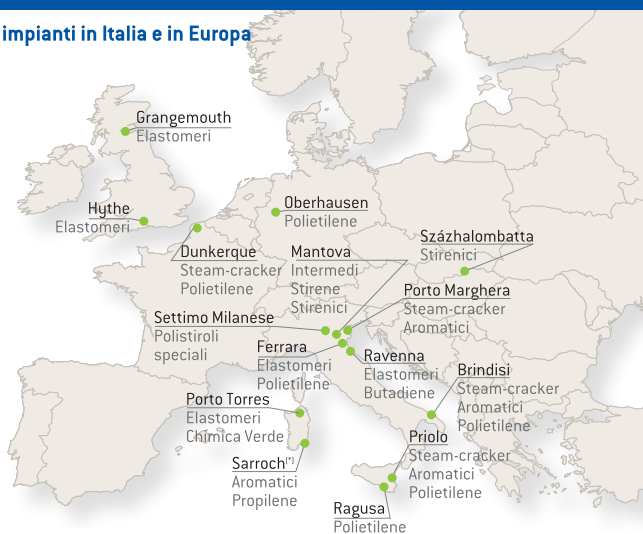 impianti in Italia e in Europa
Grangemouth
Elastomeri
Hythe
Elastomeri
Oberhausen
Polietilene
Dunkerque
Steam-cracker
Polietilene
Mantova
Intermedi
Stirene
Stirenici
Százhalombatta
Stirenici
Porto Marghera
Steam-cracker
Aromatici
Settimo Milanese
Polistiroli
speciali
Ferrara
Elastomeri
Polietilene
Ravenna
Elastomeri
Butadiene
Brindisi
Steam-cracker
Aromatici
Polietilene
Porto Torres
Elastomeri
Chimica Verde
Priolo
Steam-cracker
Aromatici
Polietilene
Sarroch(*)
Aromatici
Propilene
Ragusa
Polietilene